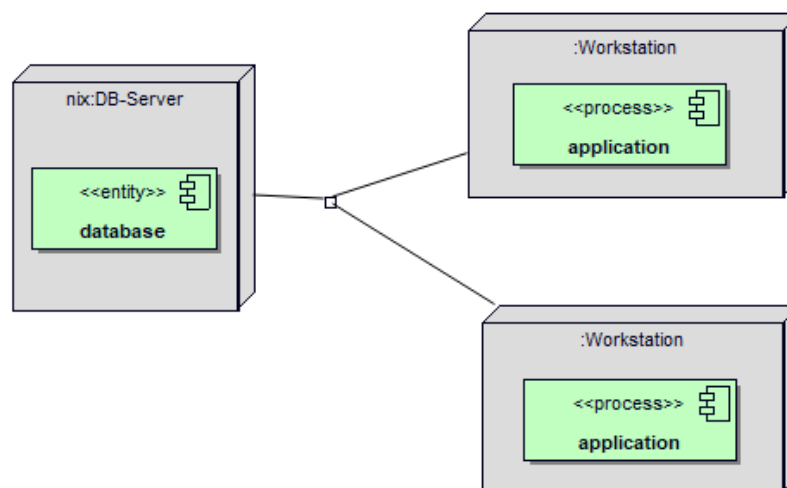 :Workstation
<<process>>
application
nix:DB-Server
<<entity>>
database
:Workstation
<<process>>
application